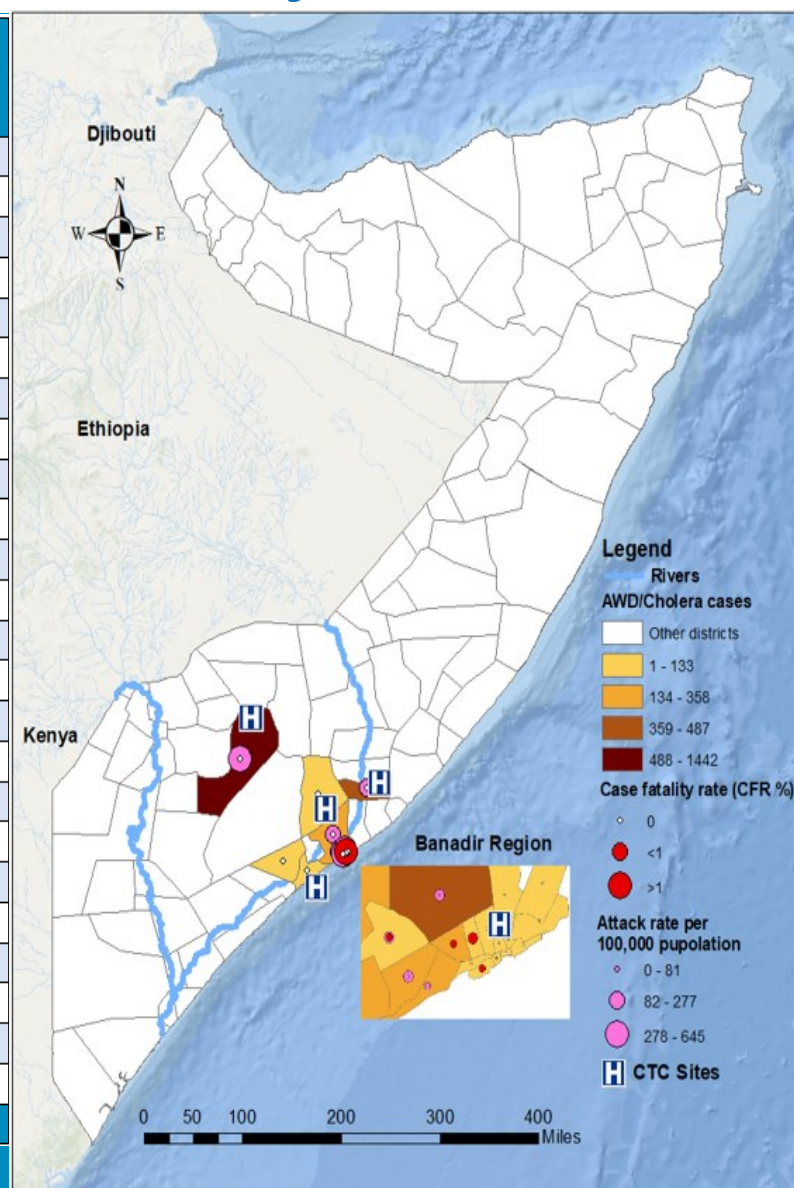 Djibouti
N
W E
S
Ethiopia
Kenya
H
H
H
H
Legend
Rivers
AWD/Cholera cases
Other districts
1 - 133
134 - 358
359 - 487
488 - 1442
Case fatality rate (CFR %)
0
<1
>1
Attack rate per
100,000 pupolation
0 - 81
82 - 277
278 - 645
H CTC Sites
Banadir Region
H
0 50 100 200 300 400
Miles